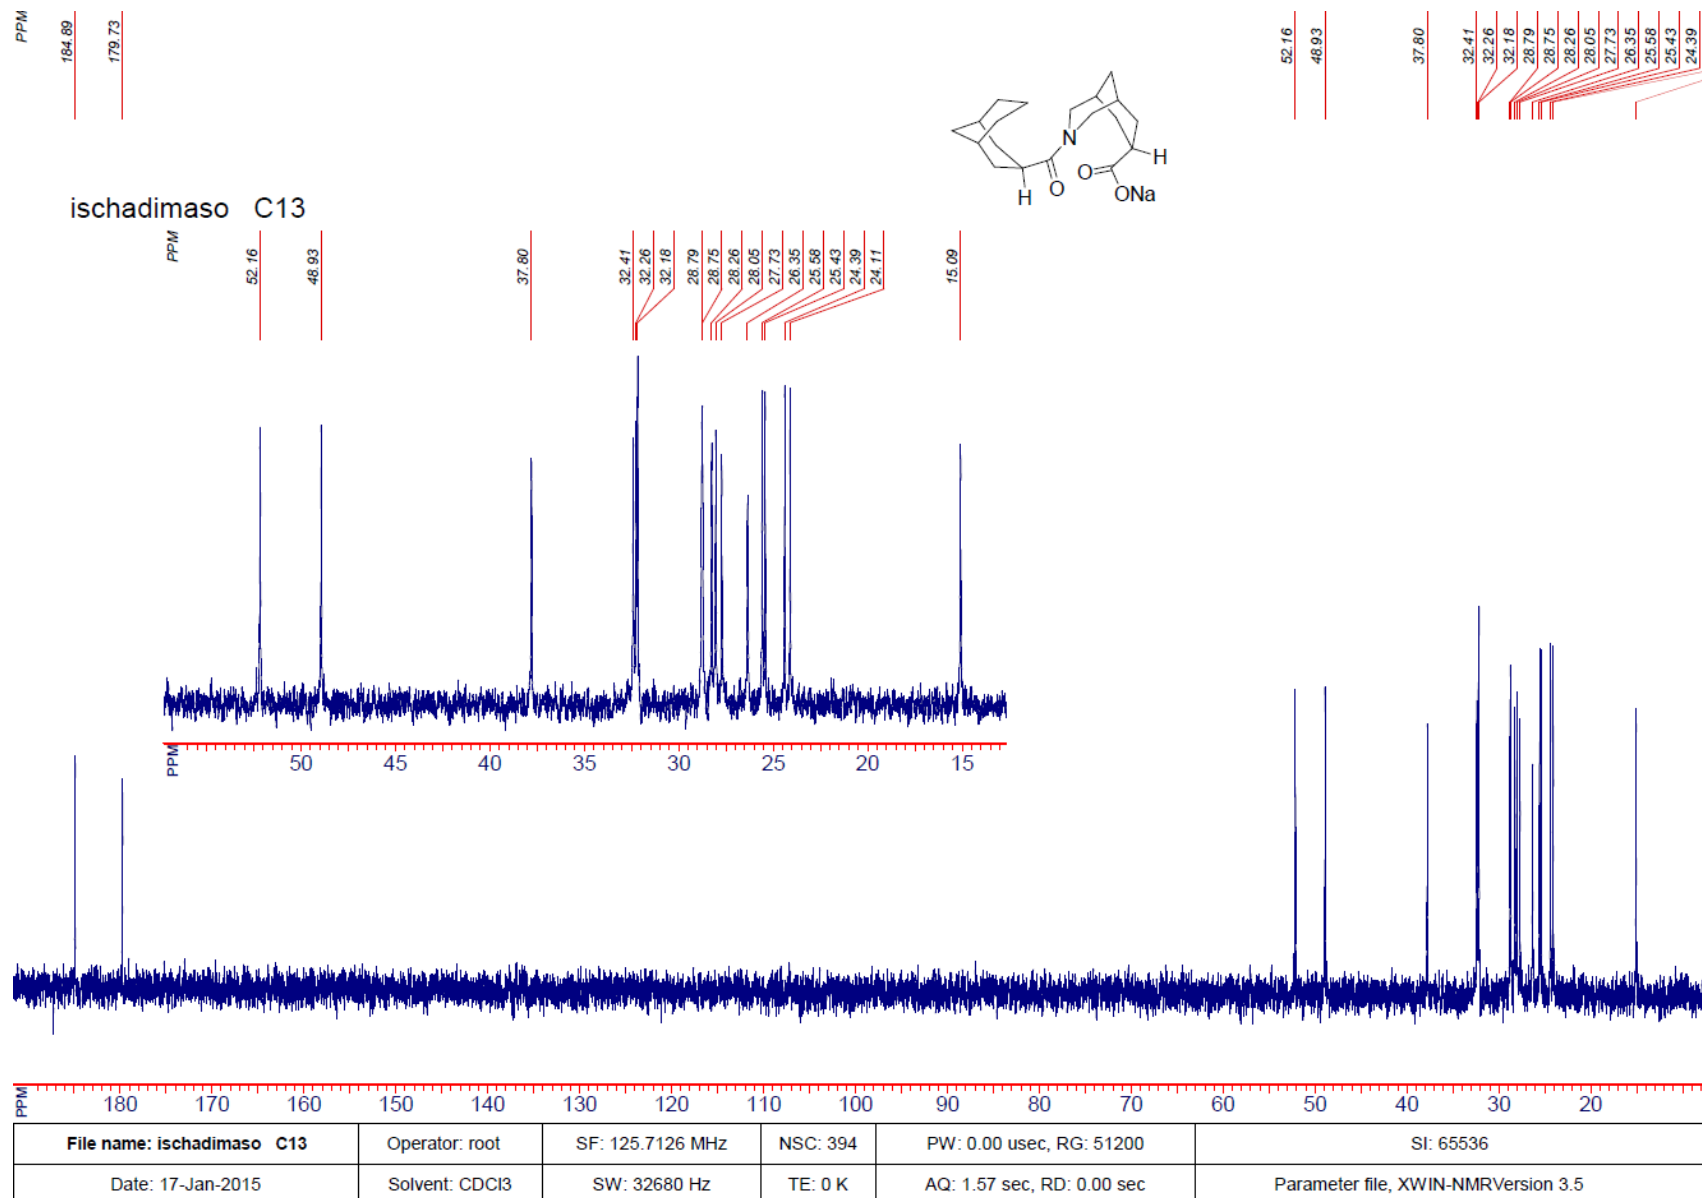 PPM
184.89
179.73
52.16
48.93
37.80
32.41
32.26
32.18
28.79
28.75
28.26
28.05
27.73
26.35
25.58
25.43
24.39
N
H
O
O
H
ONa
ischadimaso C13
PPM
52.16
48.93
37.80
32.41
32.26
32.18
28.79
28.75
28.26
28.05
27.73
26.35
25.58
25.43
24.39
24.11
15.09
PPM 50 45 40 35 30 25 20 15
PPM 180 170 160 150 140 130 120 110 100 90 80 70 60 50 40 30 20
File name: ischadimaso C13 Operator: root SF: 125.7126 MHz NSC: 394 PW: 0.00 usec, RG: 51200 SI: 65536
Date: 17-Jan-2015 Solvent: CDCl3 SW: 32680 Hz TE: 0 K AQ: 1.57 sec, RD: 0.00 sec Parameter file, XWIN-NMRVersion 3.5